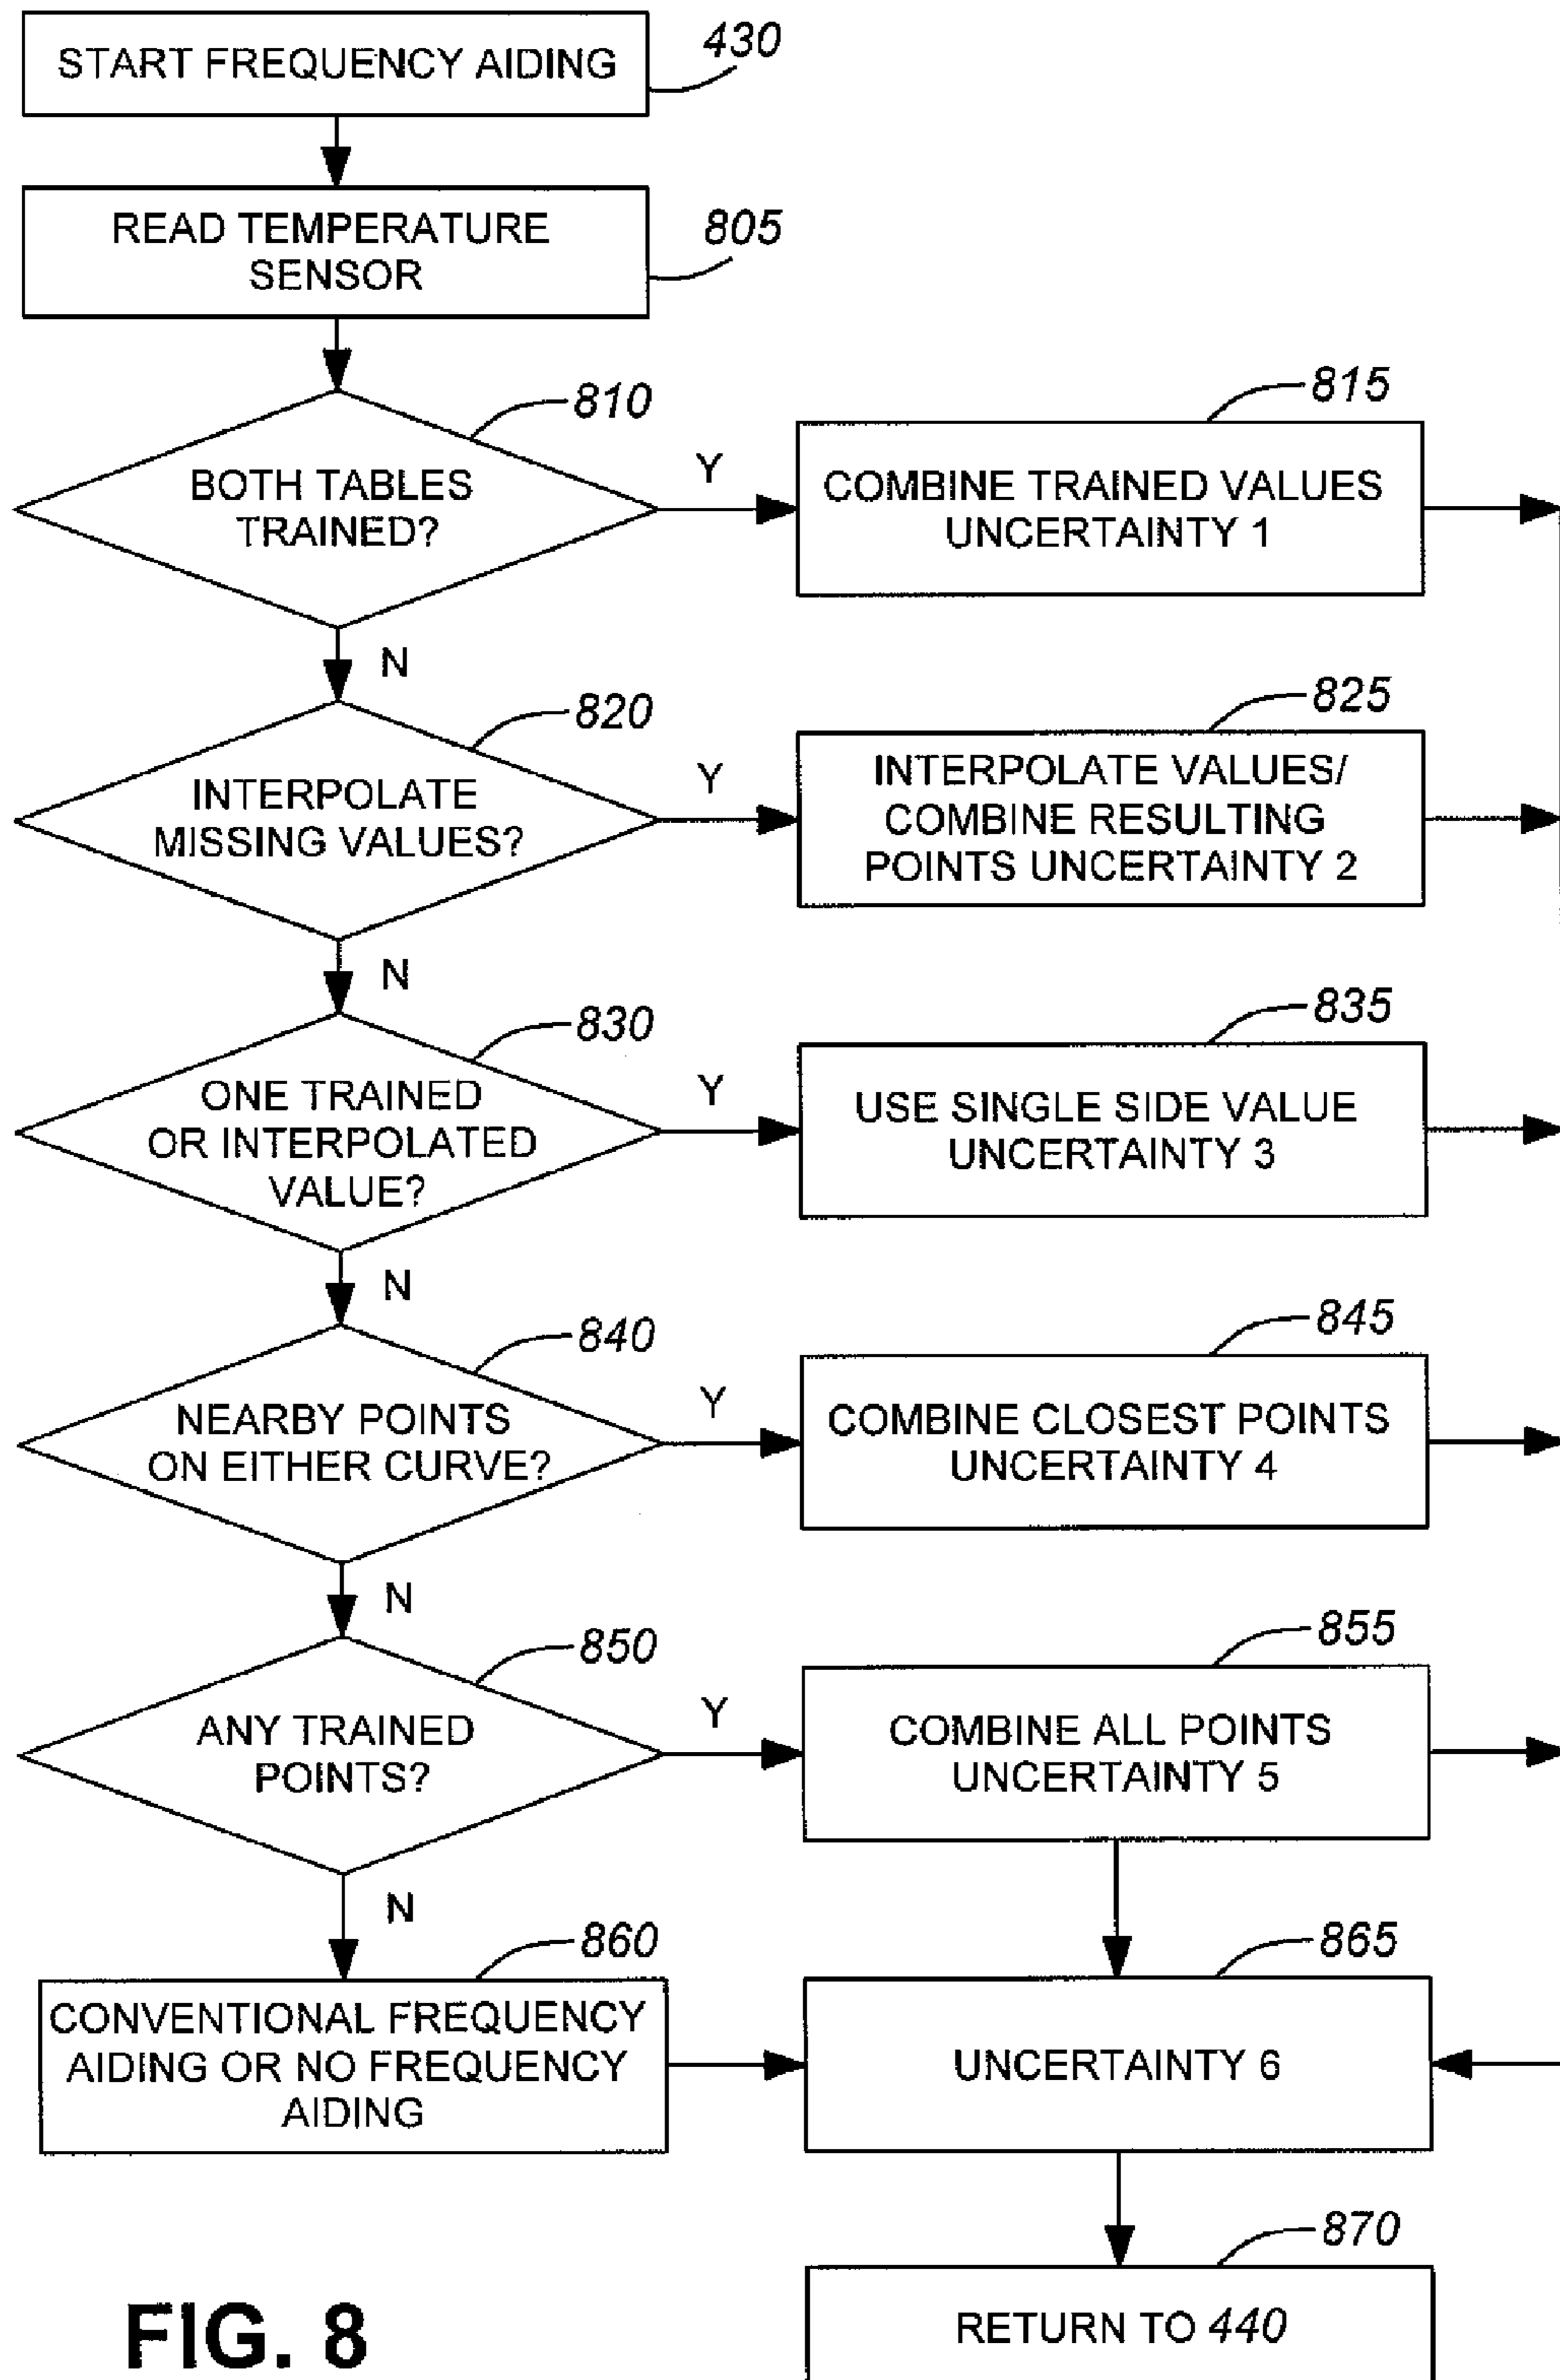 START FREQUENCY AIDING
430
READ TEMPERATURE
SENSOR
805
BOTH TABLES
TRAINED?
810
Y
COMBINE TRAINED VALUES
UNCERTAINTY 1
815
N
INTERPOLATE
MISSING VALUES?
820
Y
INTERPOLATE VALUES/
COMBINE RESULTING
POINTS UNCERTAINTY 2
825
N
ONE TRAINED
OR INTERPOLATED
VALUE?
830
Y
USE SINGLE SIDE VALUE
UNCERTAINTY 3
835
N
NEARBY POINTS
ON EITHER CURVE?
840
Y
COMBINE CLOSEST POINTS
UNCERTAINTY 4
845
N
ANY TRAINED
POINTS?
850
Y
COMBINE ALL POINTS
UNCERTAINTY 5
855
N
CONVENTIONAL FREQUENCY
AIDING OR NO FREQUENCY
AIDING
860
UNCERTAINTY 6
865
RETURN TO 440
870
FIG. 8